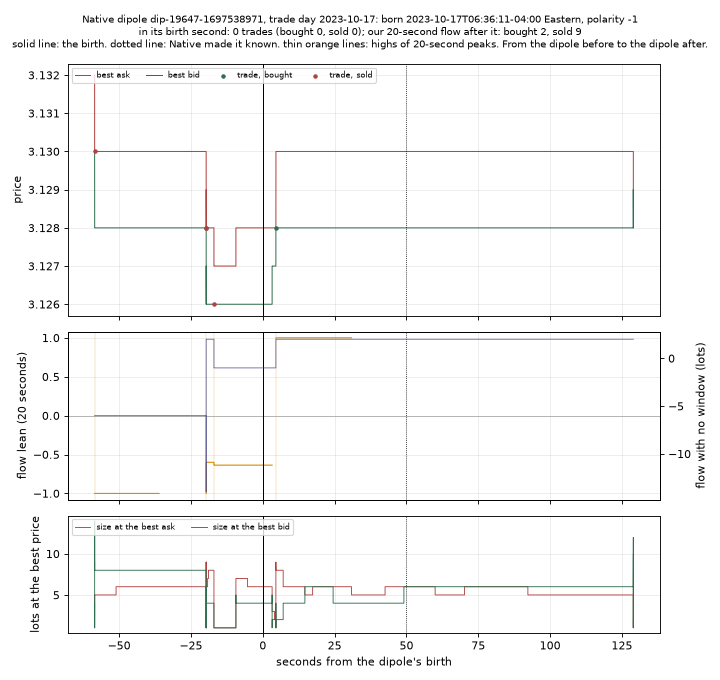 Native dipole dip-19647-1697538971, trade day 2023-10-17: born 2023-10-17T06:36:11-04:00 Eastern, polarity -1
in its birth second: 0 trades (bought 0, sold 0); our 20-second flow after it: bought 2, sold 9
solid line: the birth. dotted line: Native made it known. thin orange lines: highs of 20-second peaks. From the dipole before to the dipole after.
best ask
best bid
trade, bought
trade, sold
3.132
3.131
3.130
3.129
3.128
3.127
3.126
price
1.0
0.5
0.0
−0.5
−1.0
flow lean (20 seconds)
0
−5
−10
flow with no window (lots)
size at the best ask
size at the best bid
10
5
lots at the best price
−50
−25
0
25
50
75
100
125
seconds from the dipole's birth